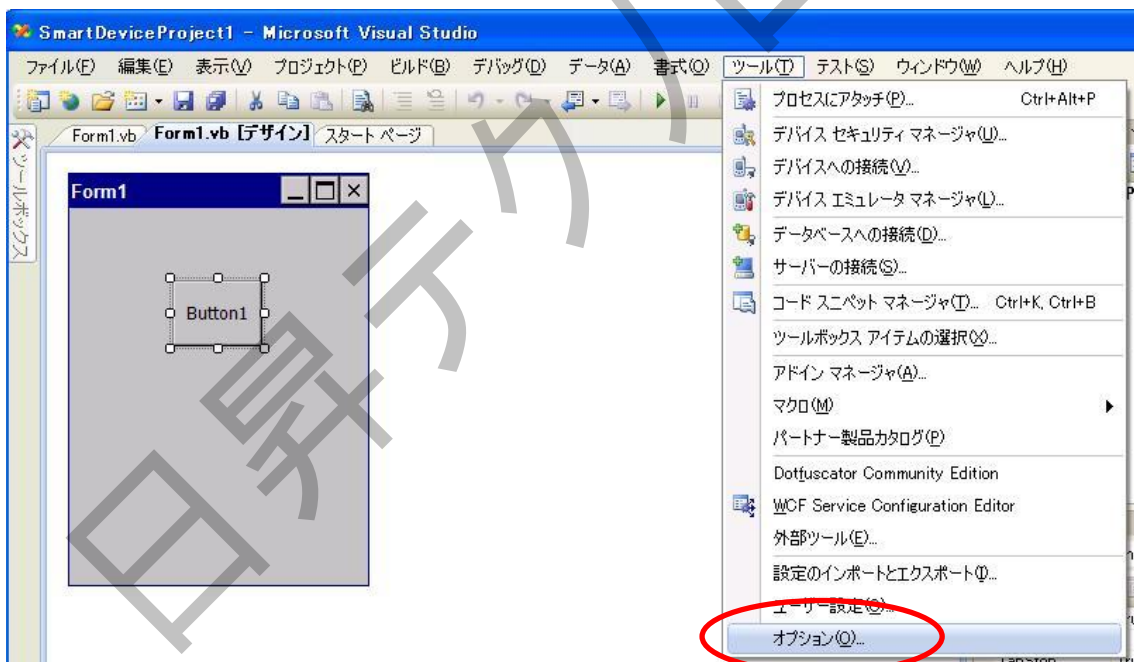 SmartDeviceProject1 - Microsoft Visual Studio
ファイル(F) 編集(E) 表示(V) プロジェクト(P) ビルド(B) デバッグ(D) データ(A) 書式(O) ツール(T) テスト(S) ウィンドウ(W) ヘルプ(H)
Form1.vb Form1.vb [デザイン] スタート ページ
ツールボックス
Form1
Button1
プロセスにアタッチ(P)... Ctrl+Alt+P
デバイス セキュリティ マネージャ(U)...
デバイスへの接続(V)...
デバイス エミュレータ マネージャ(L)...
データベースへの接続(D)...
サーバーの接続(S)...
コード スニペット マネージャ(T)... Ctrl+K, Ctrl+B
ツールボックス アイテムの選択(X)...
アドイン マネージャ(A)...
マクロ(M)
パートナー製品カタログ(P)
Dotfuscator Community Edition
WCF Service Configuration Editor
外部ツール(E)...
設定のインポートとエクスポート(I)...
ユーザー設定(C)...
オプション(O)...
TabStop
日昇テクノ